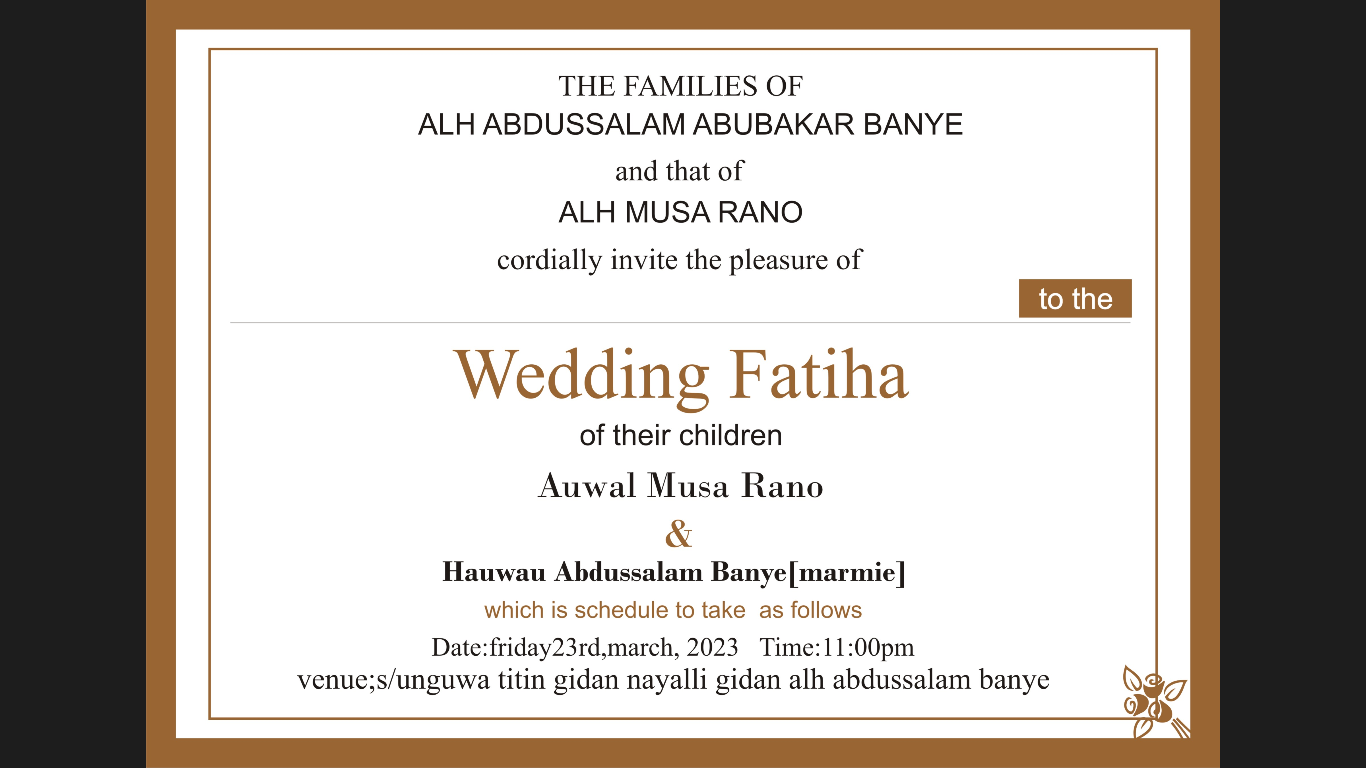 THE FAMILIES OF
ALH ABDUSSALAM ABUBAKAR BANYE
and that of
ALH MUSA RANO
cordially invite the pleasure of
to the
Wedding Fatiha
of their children
Auwal Musa Rano
&
Hauwau Abdussalam Banye[marmie]
which is schedule to take  as follows
Date:friday23rd,march, 2023   Time:11:00pm
venue;s/unguwa titin gidan nayalli gidan alh abdussalam banye